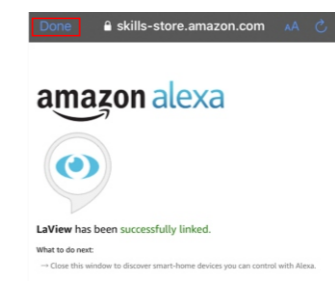 Done skills-store.amazon.com AA
amazon alexa
LaView has been successfully linked.
What to do next:
→ Close this window to discover smart-home devices you can control with Alexa.